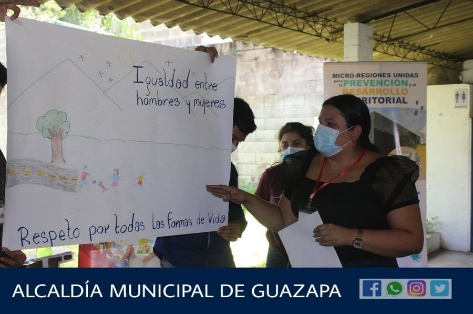 Igualdad entre
hombres y mujeres
Respeto por todas las formas de vida
MICRO-REGIONES UNIDAS
PREVENCIÓN
DESARROLLO
TERRITORIAL
ALCALDÍA MUNICIPAL DE GUAZAPA